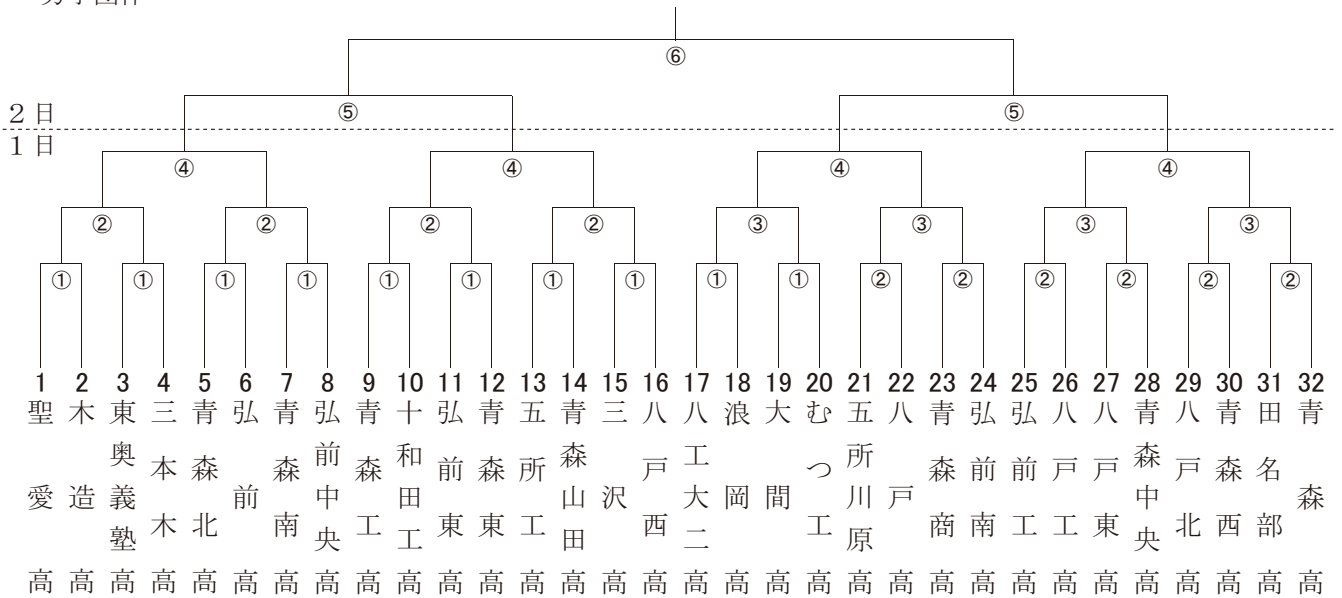 ⑥
2日 ⑤ ⑤
1日
④ ④ ④ ④
② ② ② ② ③ ③ ③ ③
① ① ① ① ① ① ① ① ① ① ② ② ② ② ② ②
1 聖愛高
2 木造高
3 東奥義塾高
4 三本木高
5 青森北高
6 弘前高
7 青森南高
8 弘前中央高
9 青森工高
10 十和田工高
11 弘前東高
12 青森東高
13 五所工高
14 青森山田高
15 三沢高
16 八戸西高
17 八工大二高
18 浪岡高
19 大間高
20 むつ工高
21 五所川原高
22 八戸高
23 青森商高
24 弘前南高
25 弘前工高
26 八戸工高
27 八戸東高
28 青森中央高
29 八戸北高
30 青森西高
31 田名部高
32 青森高